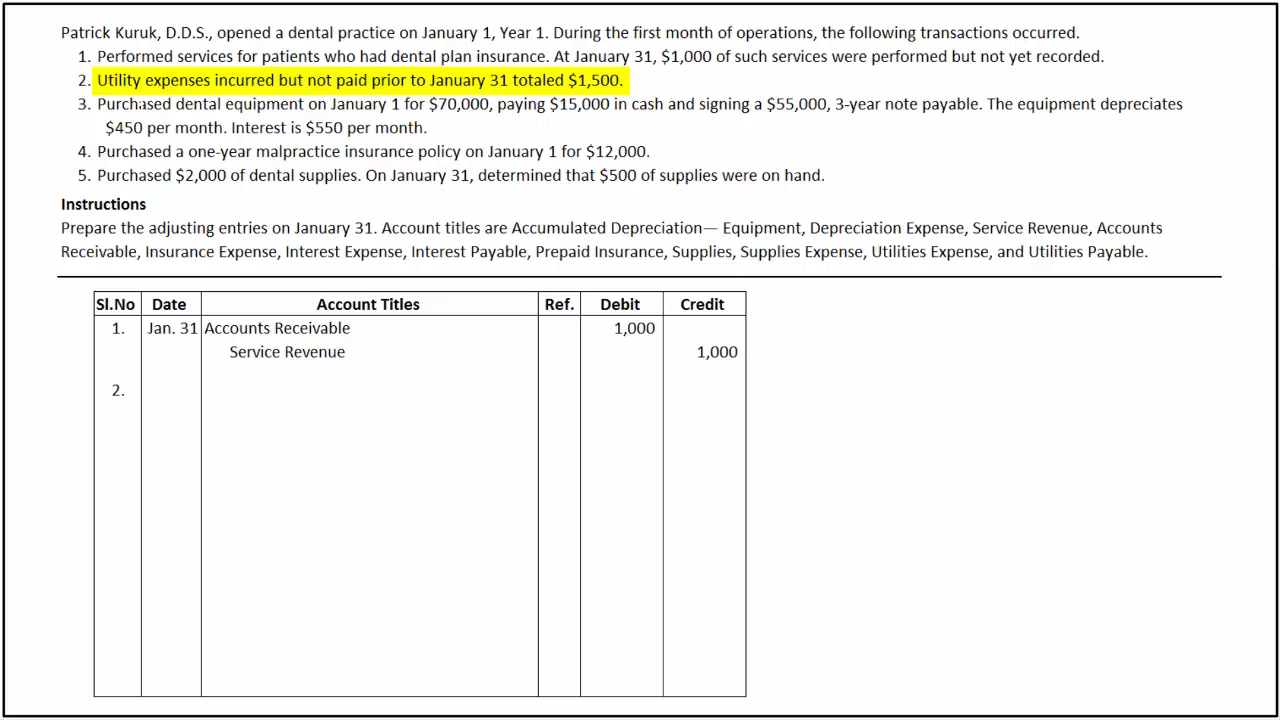 Patrick Kuruk, D.D.S., opened a dental practice on January 1, Year 1. During the first month of operations, the following transactions occurred.
1. Performed services for patients who had dental plan insurance. At January 31, $1,000 of such services were performed but not yet recorded.
2. Utility expenses incurred but not paid prior to January 31 totaled $1,500.
3. Purchased dental equipment on January 1 for $70,000, paying $15,000 in cash and signing a $55,000, 3-year note payable. The equipment depreciates
$450 per month. Interest is $550 per month.
4. Purchased a one-year malpractice insurance policy on January 1 for $12,000.
5. Purchased $2,000 of dental supplies. On January 31, determined that $500 of supplies were on hand.
Instructions
Prepare the adjusting entries on January 31. Account titles are Accumulated Depreciation— Equipment, Depreciation Expense, Service Revenue, Accounts
Receivable, Insurance Expense, Interest Expense, Interest Payable, Prepaid Insurance, Supplies, Supplies Expense, Utilities Expense, and Utilities Payable.
Sl.No Date Account Titles Ref. Debit Credit
1. Jan. 31 Accounts Receivable 1,000
Service Revenue 1,000
2.